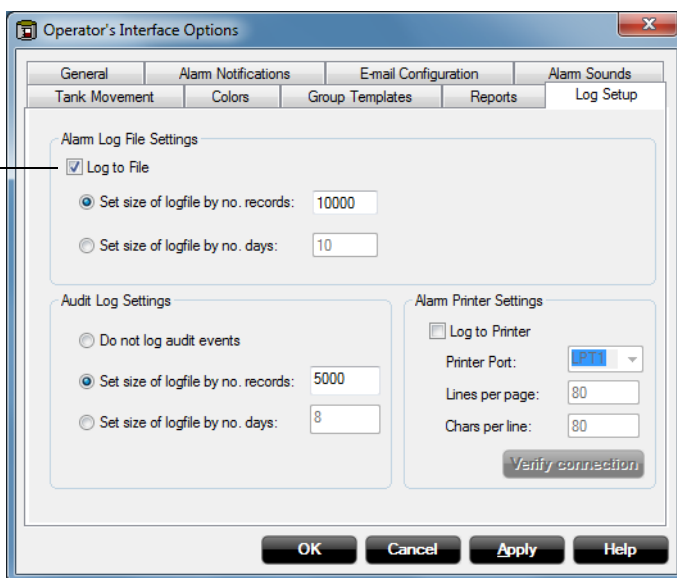 Operator's Interface Options
X
General Alarm Notifications E-mail Configuration Alarm Sounds
Tank Movement Colors Group Templates Reports Log Setup
Alarm Log File Settings
Log to File
Set size of logfile by no. records: 10000
Set size of logfile by no. days: 10
Audit Log Settings
Do not log audit events
Set size of logfile by no. records: 5000
Set size of logfile by no. days: 8
Alarm Printer Settings
Log to Printer
Printer Port: LPT1
Lines per page: 80
Chars per line: 80
Verify connection
OK Cancel Apply Help